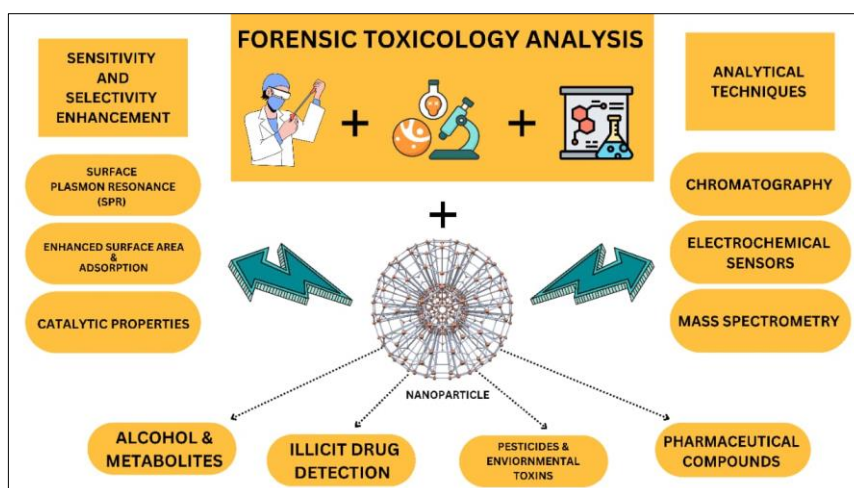 FORENSIC TOXICOLOGY ANALYSIS
SENSITIVITY
AND
SELECTIVITY
ENHANCEMENT
SURFACE
PLASMON RESONANCE
(SPR)
ENHANCED SURFACE AREA
&
ADSORPTION
CATALYTIC PROPERTIES
+
+
+
ANALYTICAL
TECHNIQUES
CHROMATOGRAPHY
ELECTROCHEMICAL
SENSORS
MASS SPECTROMETRY
NANOPARTICLE
ALCOHOL &
METABOLITES
ILLICIT DRUG
DETECTION
PESTICIDES &
ENVIORNMENTAL
TOXINS
PHARMACEUTICAL
COMPOUNDS